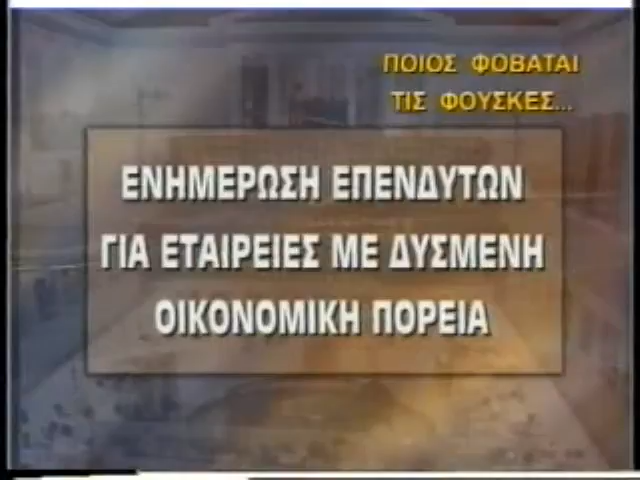 ΠΟΙΟΣ ΦΟΒΑΤΑΙ
ΤΙΣ ΦΟΥΣΚΕΣ...
ΕΝΗΜΕΡΩΣΗ ΕΠΕΝΔΥΤΩΝ
ΓΙΑ ΕΤΑΙΡΕΙΕΣ ΜΕ ΔΥΣΜΕΝΗ
ΟΙΚΟΝΟΜΙΚΗ ΠΟΡΕΙΑ